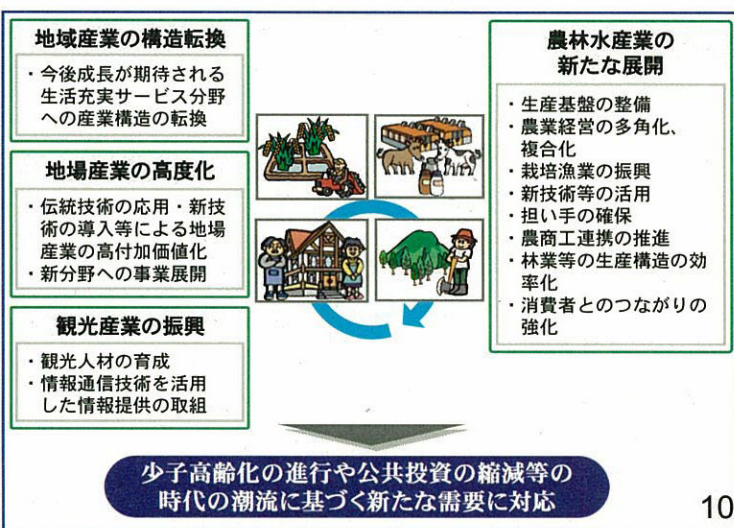 地域産業の構造転換
・今後成長が期待される
生活充実サービス分野
への産業構造の転換
地場産業の高度化
・伝統技術の応用・新技
術の導入等による地場
産業の高付加価値化
・新分野への事業展開
観光産業の振興
・観光人材の育成
・情報通信技術を活用
した情報提供の取組
農林水産業の
新たな展開
・生産基盤の整備
・農業経営の多角化、
複合化
・栽培漁業の振興
・新技術等の活用
・担い手の確保
・農商工連携の推進
・林業等の生産構造の効
率化
・消費者とのつながりの
強化
少子高齢化の進行や公共投資の縮減等の
時代の潮流に基づく新たな需要に対応
10